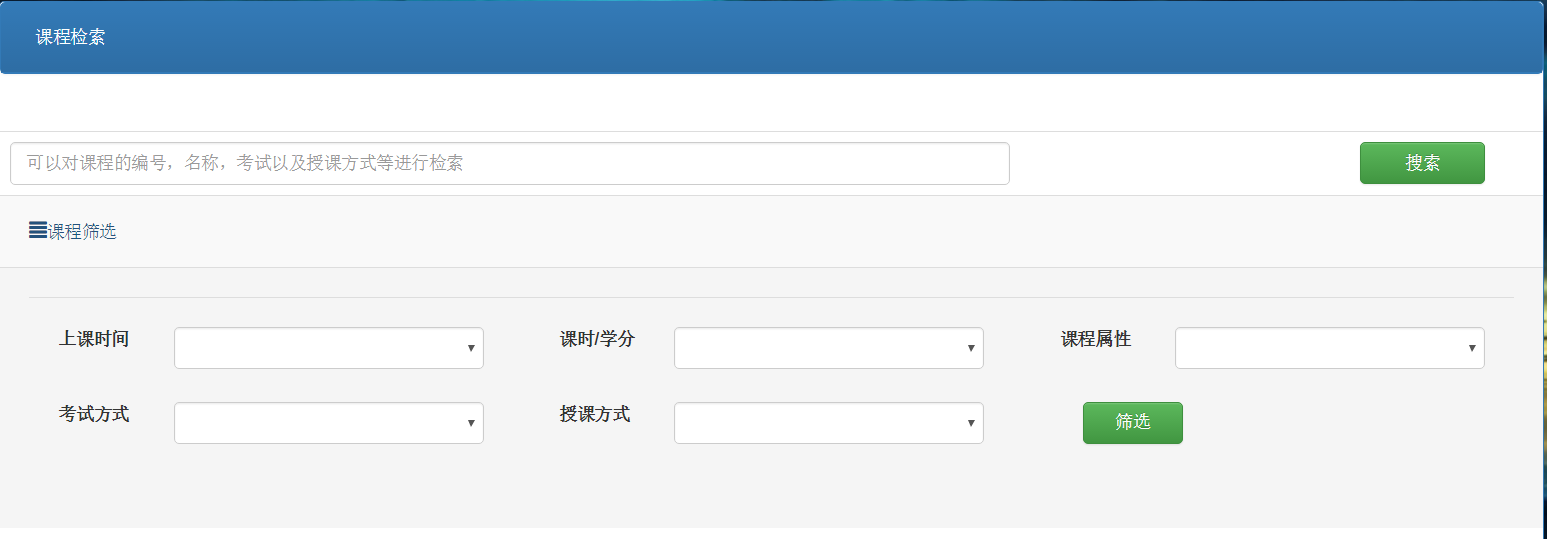 课程检索
可以对课程的编号，名称，考试以及授课方式等进行检索 搜索
课程筛选
上课时间 课时/学分 课程属性
考试方式 授课方式 筛选